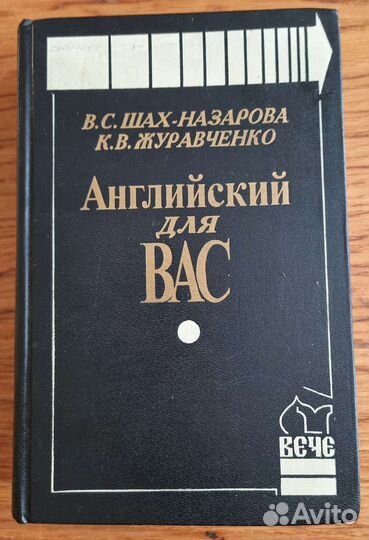 В.С. ШАХ-НАЗАРОВА
К.В. ЖУРАВЧЕНКО
Английский
для
ВАС
ВЕЧЕ
Avito